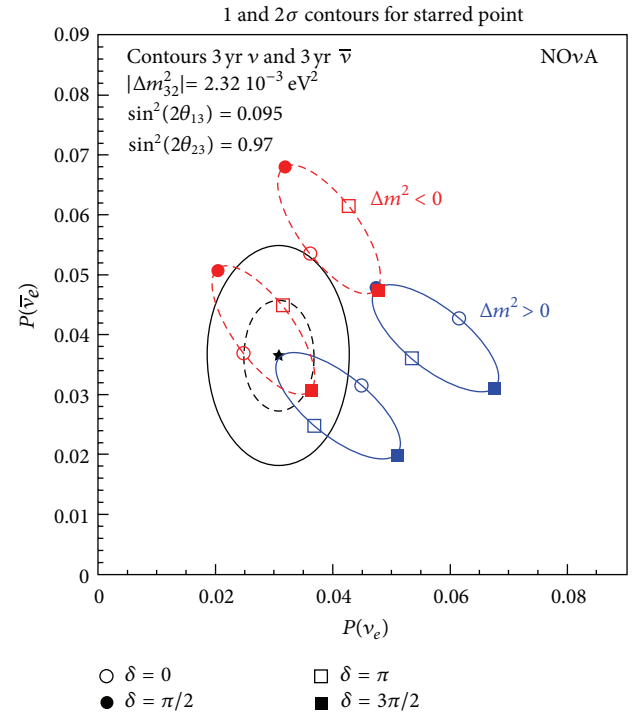 1 and 2σ contours for starred point
0.09
0.08
0.07
0.06
0.05
0.04
0.03
0.02
0.01
0
P(ν̅e)
Contours 3 yr ν and 3 yr ν̅
|Δm²₃₂| = 2.32 10⁻³ eV²
sin²(2θ₁₃) = 0.095
sin²(2θ₂₃) = 0.97
NOνA
Δm² < 0
Δm² > 0
0 0.02 0.04 0.06 0.08
P(νe)
δ = 0 δ = π
δ = π/2 δ = 3π/2